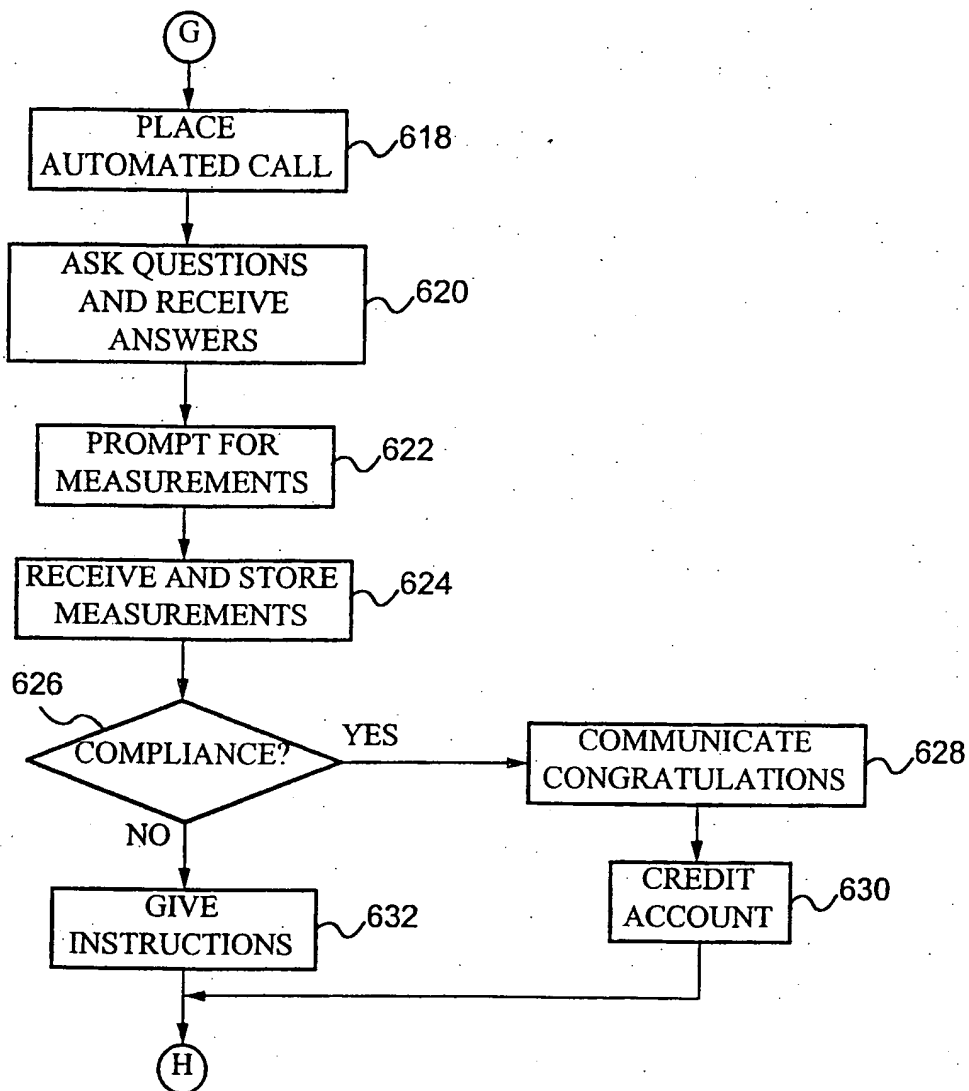 G
PLACE
AUTOMATED CALL
618
ASK QUESTIONS
AND RECEIVE
ANSWERS
620
PROMPT FOR
MEASUREMENTS
622
RECEIVE AND STORE
MEASUREMENTS
624
626
COMPLIANCE?
YES
COMMUNICATE
CONGRATULATIONS
628
NO
GIVE
INSTRUCTIONS
632
CREDIT
ACCOUNT
630
H